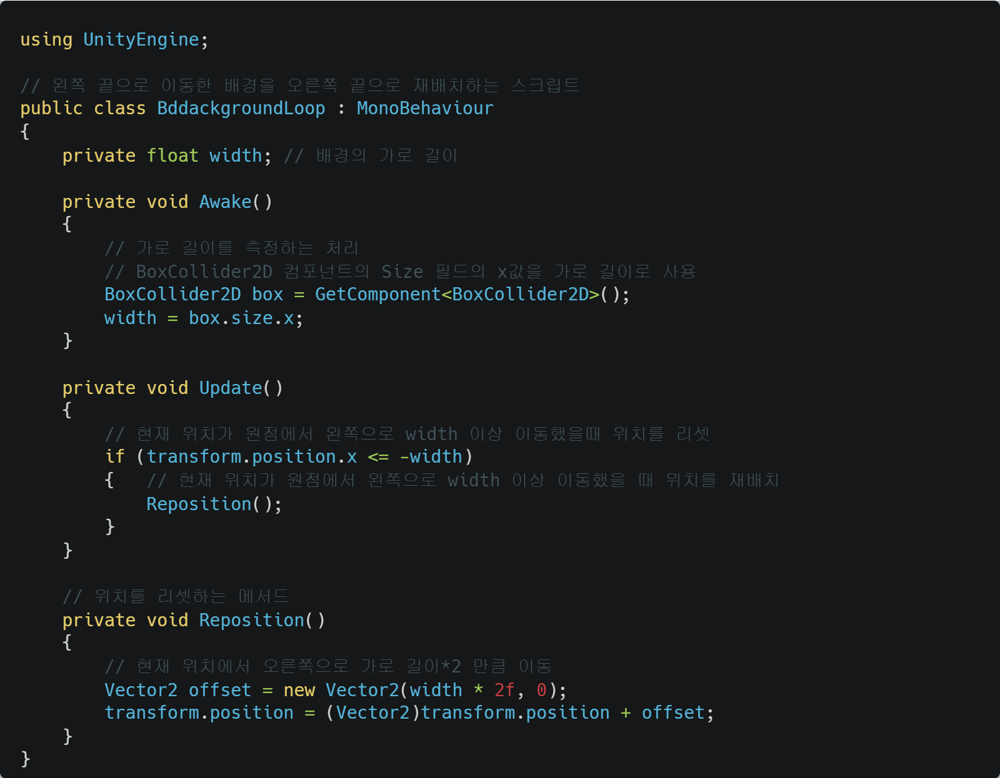 using UnityEngine;
// 왼쪽 끝으로 이동한 배경을 오른쪽 끝으로 재배치하는 스크립트
public class BddackgroundLoop : MonoBehaviour
{
    private float width; // 배경의 가로 길이
    private void Awake()
    {
        // 가로 길이를 측정하는 처리
        // BoxCollider2D 컴포넌트의 Size 필드의 x값을 가로 길이로 사용
        BoxCollider2D box = GetComponent<BoxCollider2D>();
        width = box.size.x;
    }
    private void Update()
    {
        // 현재 위치가 원점에서 왼쪽으로 width 이상 이동했을때 위치를 리셋
        if (transform.position.x <= -width)
        {   // 현재 위치가 원점에서 왼쪽으로 width 이상 이동했을 때 위치를 재배치
            Reposition();
        }
    }
    // 위치를 리셋하는 메서드
    private void Reposition()
    {
        // 현재 위치에서 오른쪽으로 가로 길이*2 만큼 이동
        Vector2 offset = new Vector2(width * 2f, 0);
        transform.position = (Vector2)transform.position + offset;
    }
}